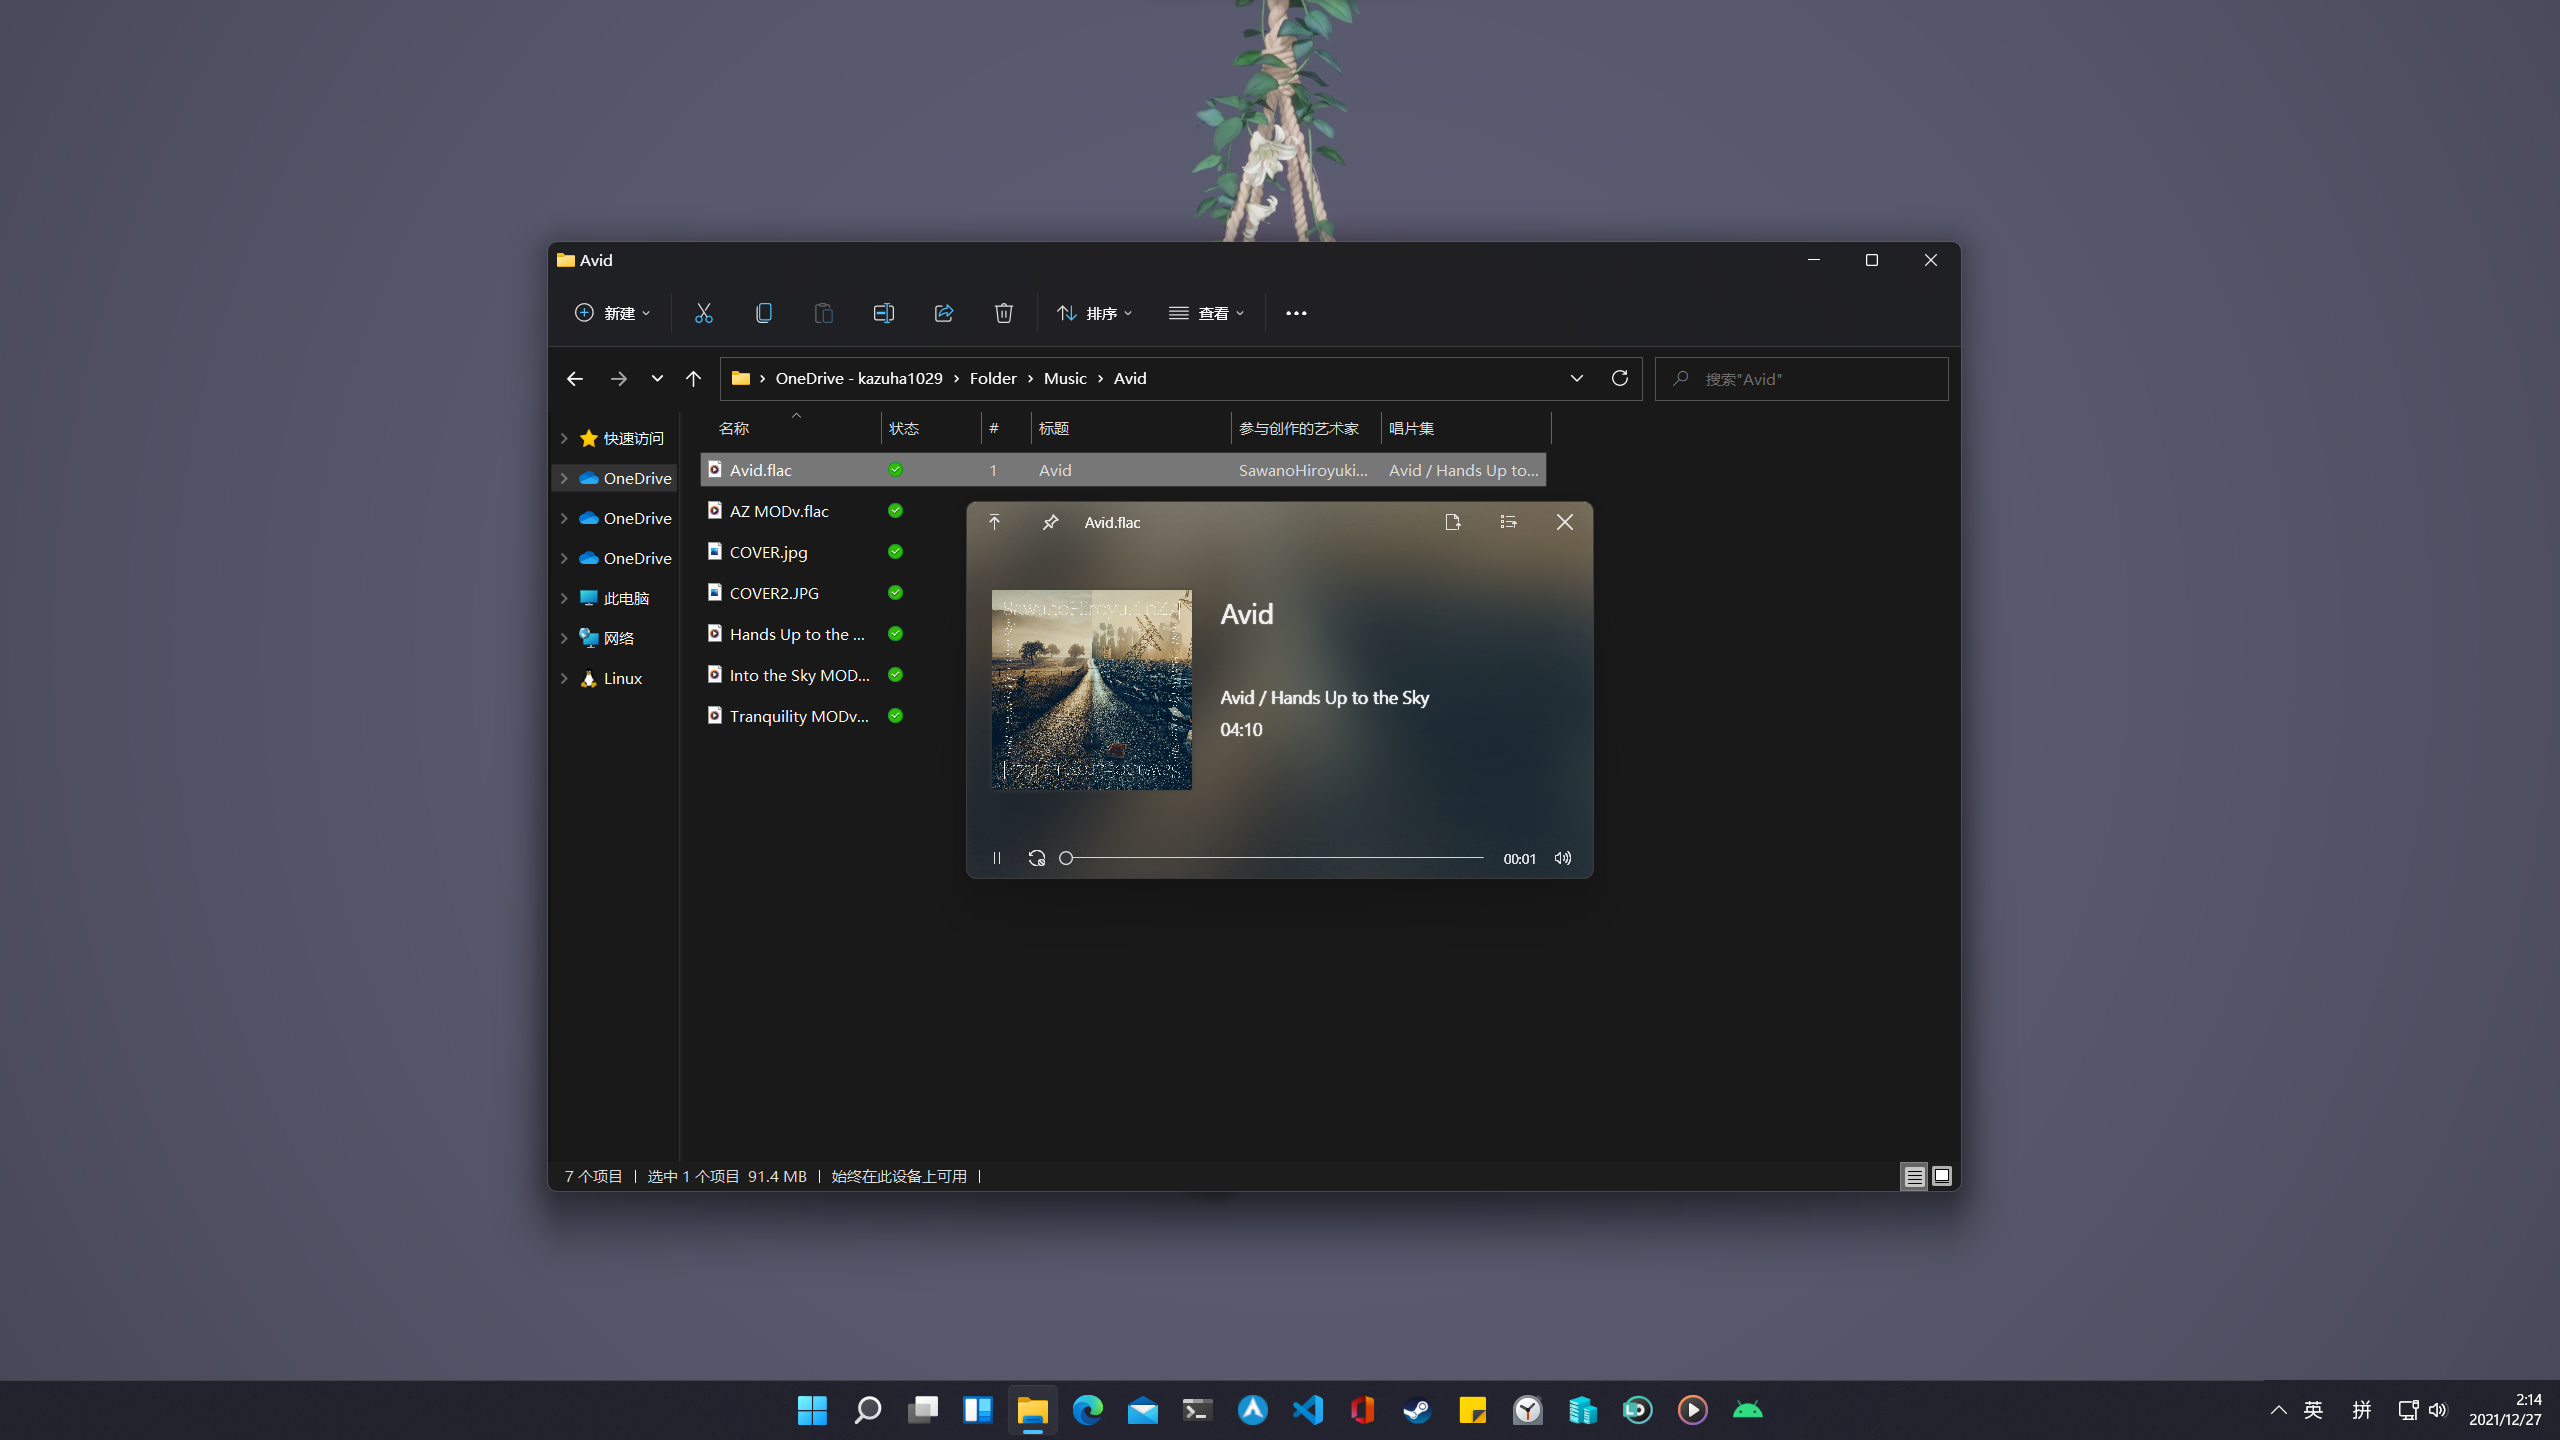 Avid
新建
排序
查看
OneDrive - kazuha1029 › Folder › Music › Avid
搜索"Avid"
名称 状态 # 标题 参与创作的艺术家 唱片集
快速访问
OneDrive
OneDrive
OneDrive
此电脑
网络
Linux
Avid.flac 1 Avid SawanoHiroyuki... Avid / Hands Up to...
AZ MODv.flac
COVER.jpg
COVER2.JPG
Hands Up to the ...
Into the Sky MOD...
Tranquility MODv...
Avid.flac
Avid
Avid / Hands Up to the Sky
04:10
00:01
7 个项目 | 选中 1 个项目 91.4 MB | 始终在此设备上可用 |
英 拼
2:14
2021/12/27